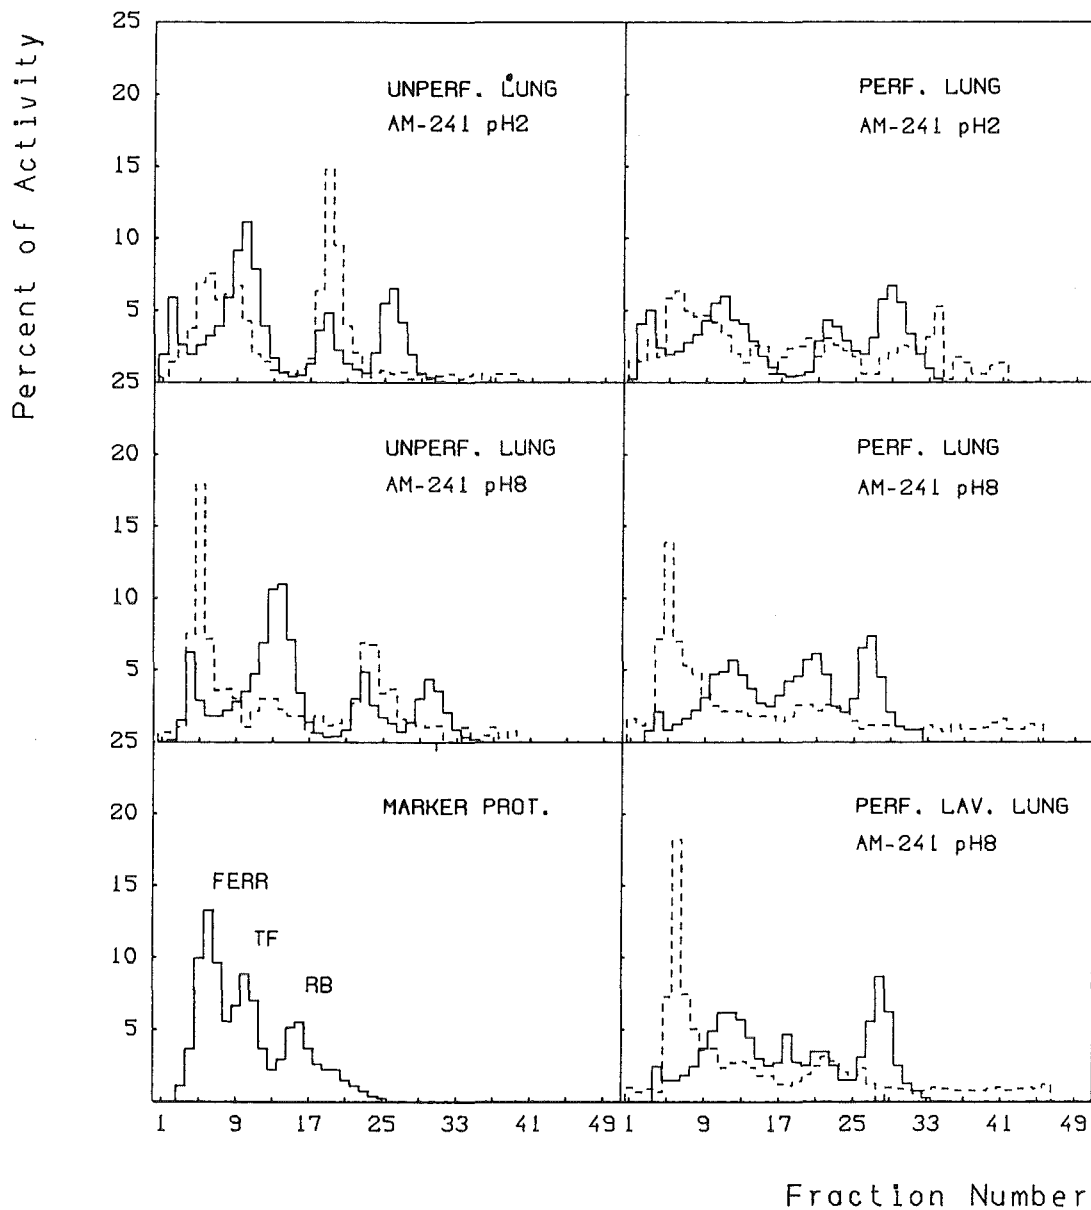 Percent of Activity
25
20
15
10
5
UNPERF. LUNG
AM-241 pH2
PERF. LUNG
AM-241 pH2
25
20
15
10
5
UNPERF. LUNG
AM-241 pH8
PERF. LUNG
AM-241 pH8
25
20
15
10
5
MARKER PROT.
FERR
TF
RB
PERF. LAV. LUNG
AM-241 pH8
1 9 17 25 33 41 49 1 9 17 25 33 41 49
Fraction Number